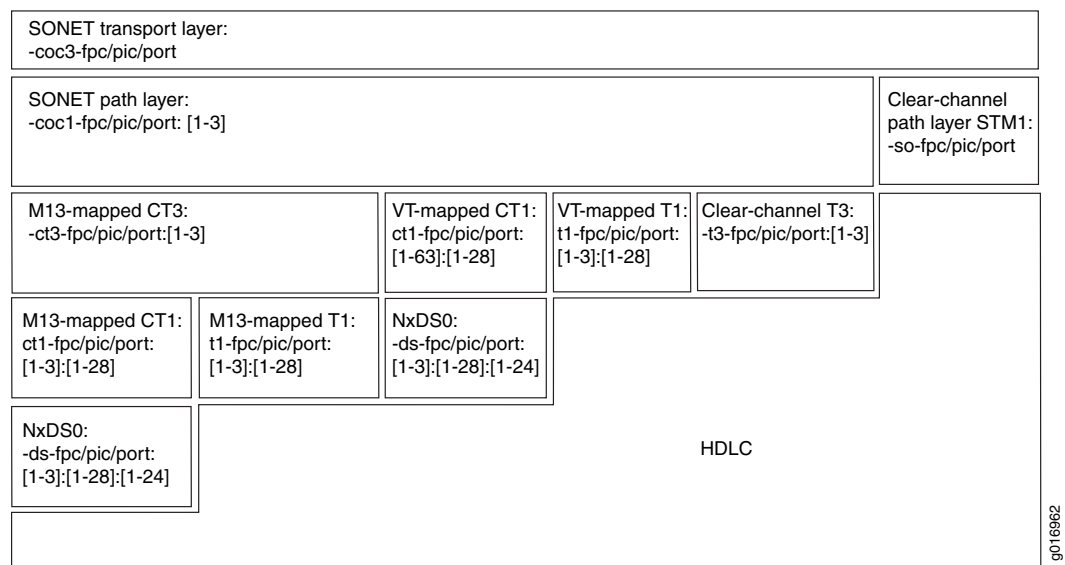 SONET transport layer:
-coc3-fpc/pic/port
SONET path layer:
-coc1-fpc/pic/port: [1-3]
Clear-channel
path layer STM1:
-so-fpc/pic/port
M13-mapped CT3:
-ct3-fpc/pic/port:[1-3]
VT-mapped CT1:
ct1-fpc/pic/port:
[1-63]:[1-28]
VT-mapped T1:
t1-fpc/pic/port:
[1-3]:[1-28]
Clear-channel T3:
-t3-fpc/pic/port:[1-3]
M13-mapped CT1:
ct1-fpc/pic/port:
[1-3]:[1-28]
M13-mapped T1:
t1-fpc/pic/port:
[1-3]:[1-28]
NxDS0:
-ds-fpc/pic/port:
[1-3]:[1-28]:[1-24]
NxDS0:
-ds-fpc/pic/port:
[1-3]:[1-28]:[1-24]
HDLC
g016962